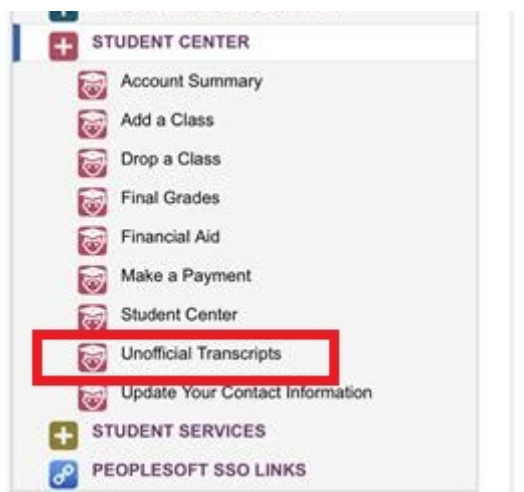 STUDENT CENTER
Account Summary
Add a Class
Drop a Class
Final Grades
Financial Aid
Make a Payment
Student Center
Unofficial Transcripts
Update Your Contact Information
STUDENT SERVICES
PEOPLESOFT SSO LINKS